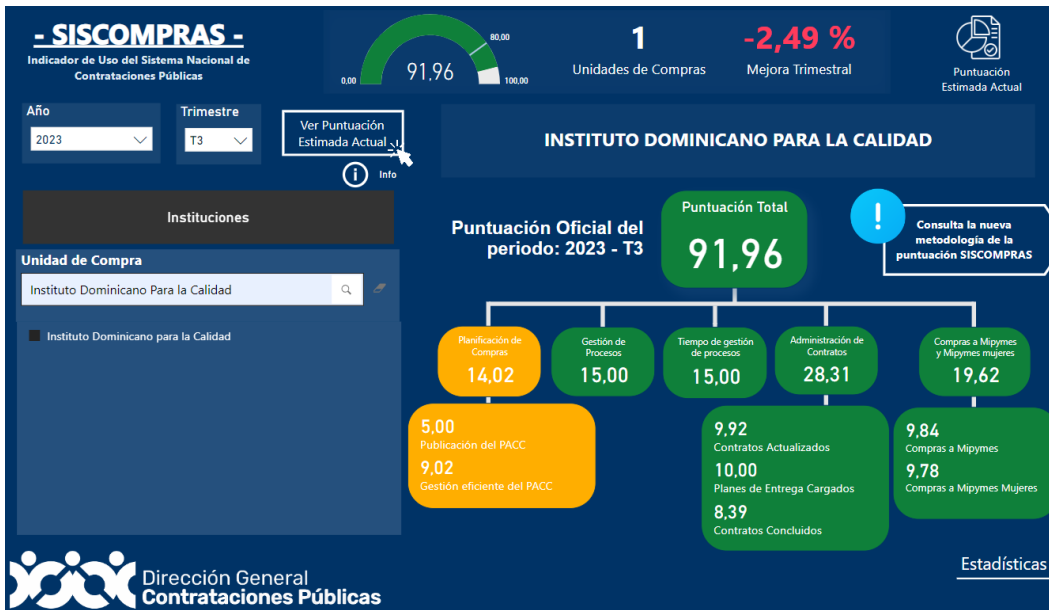 - SISCOMPRAS -
Indicador de Uso del Sistema Nacional de
Contrataciones Públicas
0,00
91,96
80,00
100,00
1
Unidades de Compras
-2,49 %
Mejora Trimestral
Puntuación
Estimada Actual
Año
2023
Trimestre
T3
Ver Puntuación
Estimada Actual
i Info
INSTITUTO DOMINICANO PARA LA CALIDAD
Instituciones
Unidad de Compra
Instituto Dominicano Para la Calidad
Instituto Dominicano para la Calidad
Puntuación Oficial del
periodo: 2023 - T3
Puntuación Total
91,96
!
Consulta la nueva
metodología de la
puntuación SISCOMPRAS
Planificación de
Compras
14,02
Gestión de
Procesos
15,00
Tiempo de gestión
de procesos
15,00
Administración de
Contratos
28,31
Compras a Mipymes
y Mipymes mujeres
19,62
5,00
Publicación del PACC
9,02
Gestión eficiente del PACC
9,92
Contratos Actualizados
10,00
Planes de Entrega Cargados
8,39
Contratos Concluidos
9,84
Compras a Mipymes
9,78
Compras a Mipymes Mujeres
Dirección General
Contrataciones Públicas
Estadísticas